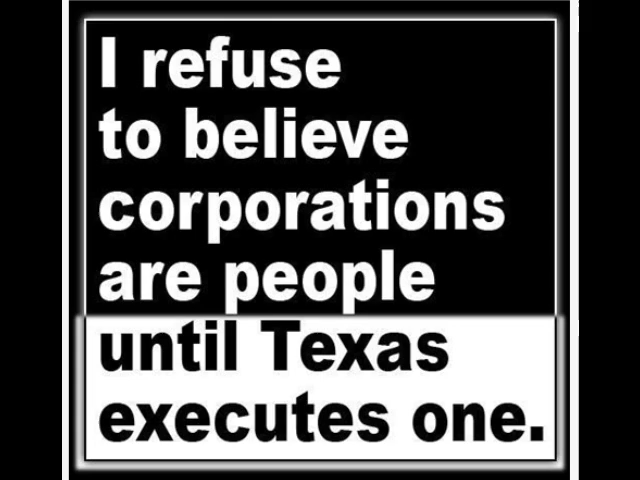 I refuse
to believe
corporations
are people
until Texas
executes one.